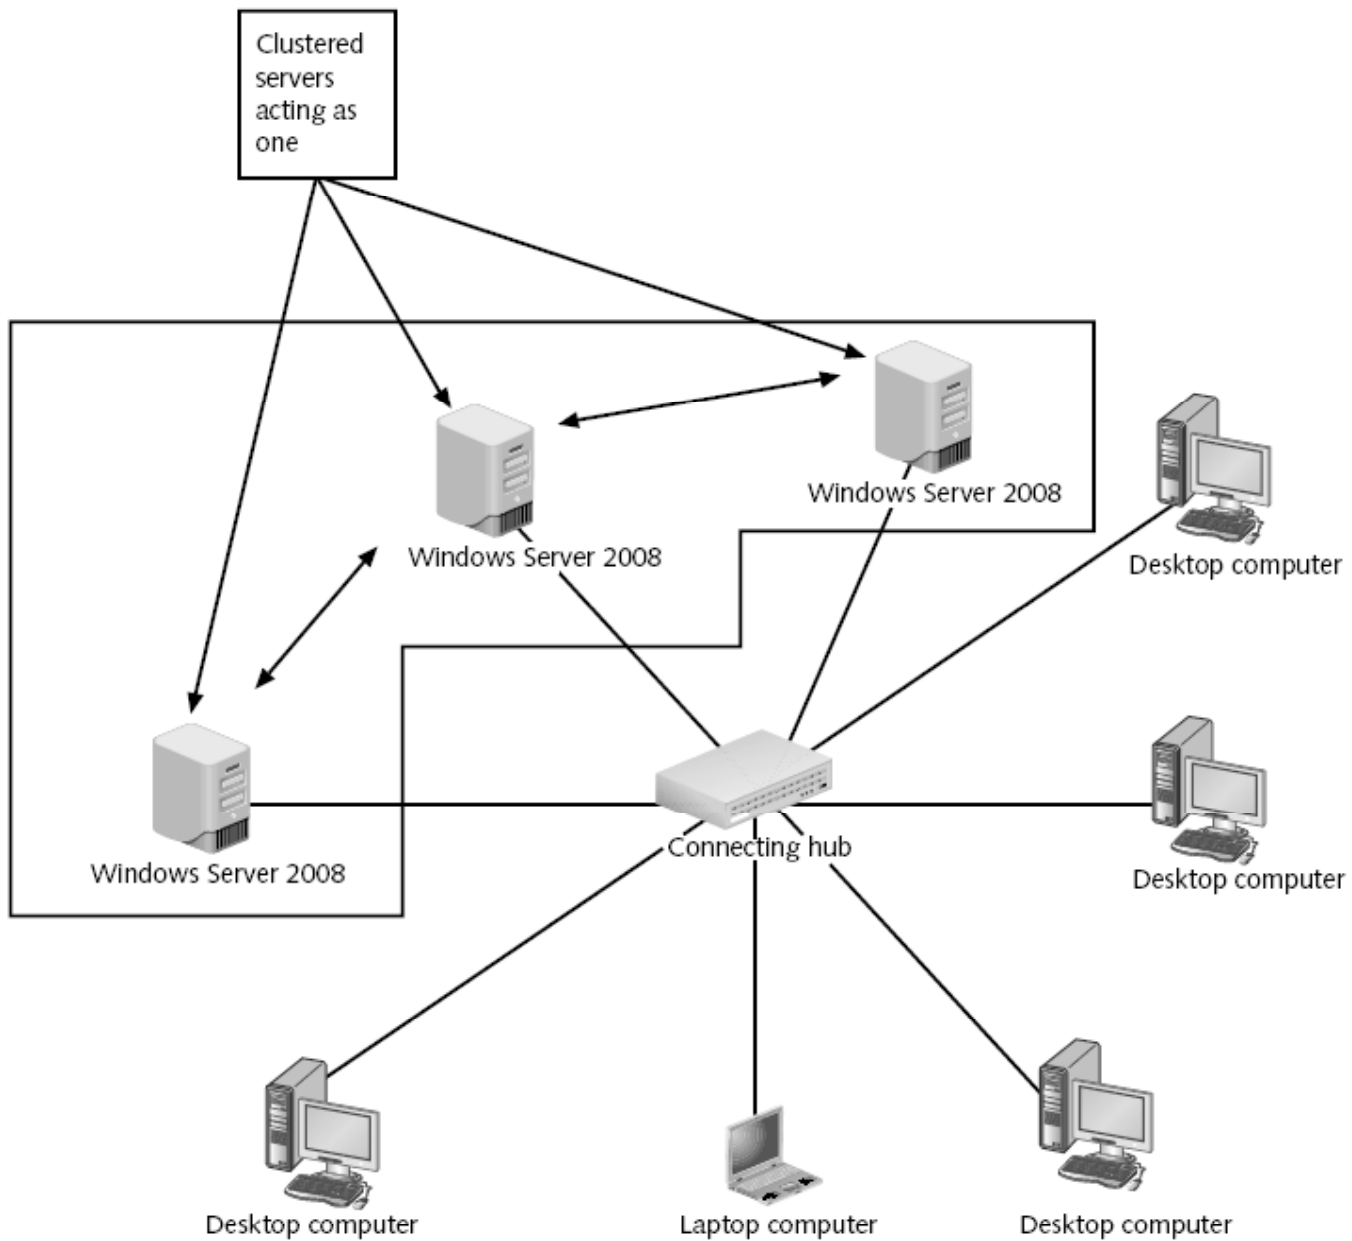 Clustered
servers
acting as
one
Windows Server 2008
Windows Server 2008
Desktop computer
Connecting hub
Windows Server 2008
Desktop computer
Desktop computer
Laptop computer
Desktop computer